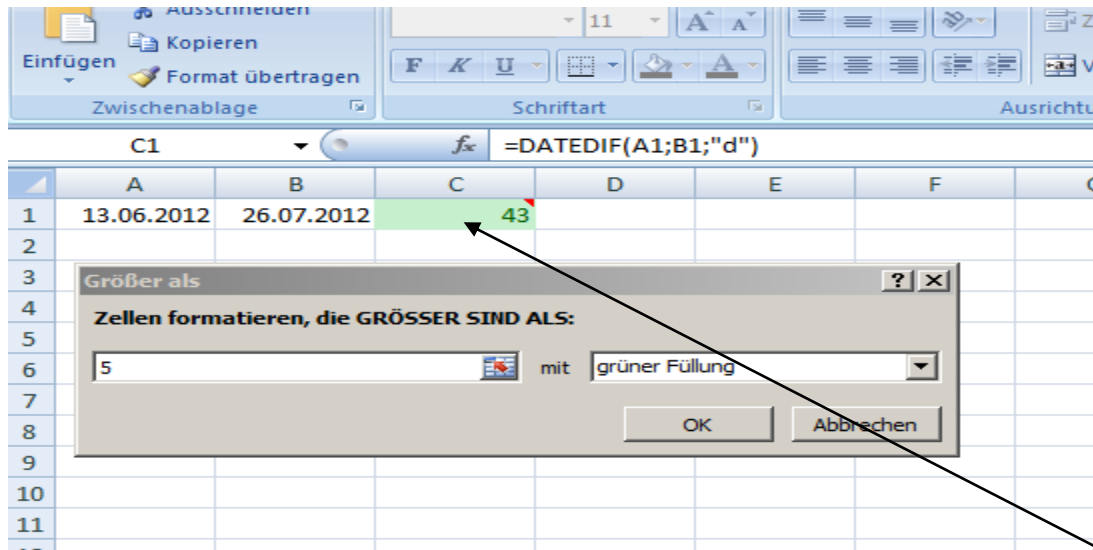 Ausschneiden
11 A A
Kopieren
Einfügen
Format übertragen
F K U A
Zwischenablage Schriftart
C1 fx =DATEDIF(A1;B1;"d")
A B C D E F
1 13.06.2012 26.07.2012 43
2
3
Größer als ? X
4
Zellen formatieren, die GRÖSSER SIND ALS:
5
6
5 mit grüner Füllung
7
8
OK Abbrechen
9
10
11